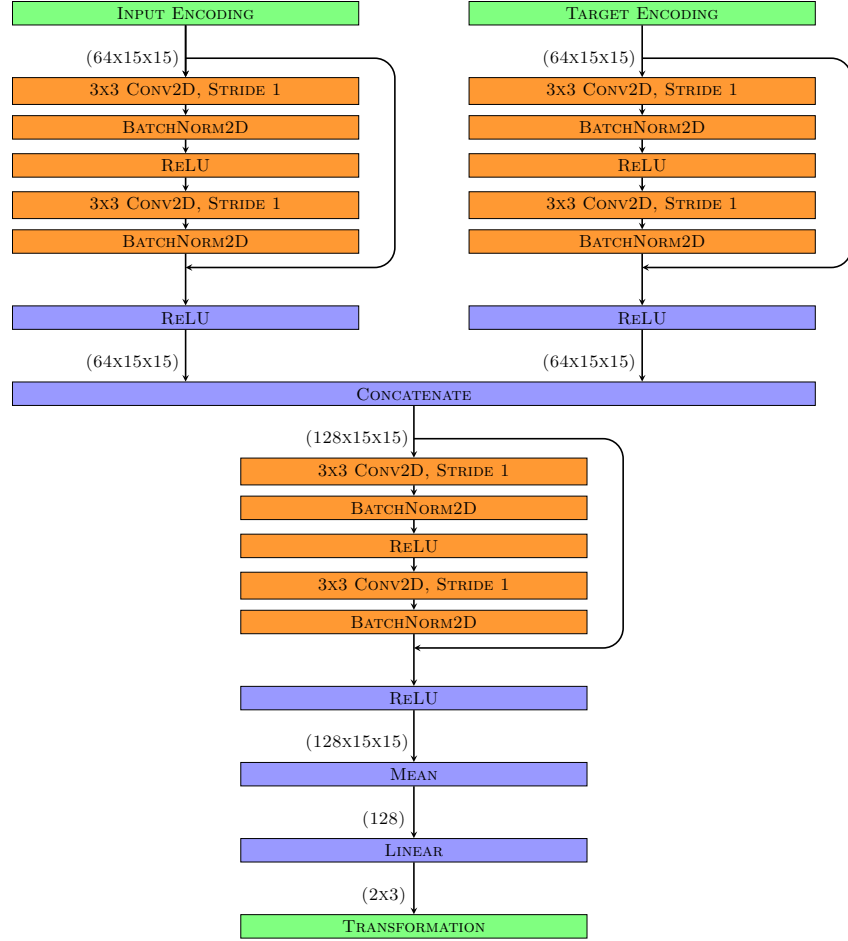 INPUT ENCODING
(64x15x15)
3x3 CONV2D, STRIDE 1
BATCHNORM2D
RELU
3x3 CONV2D, STRIDE 1
BATCHNORM2D
RELU
(64x15x15)
TARGET ENCODING
(64x15x15)
3x3 CONV2D, STRIDE 1
BATCHNORM2D
RELU
3x3 CONV2D, STRIDE 1
BATCHNORM2D
RELU
(64x15x15)
CONCATENATE
(128x15x15)
3x3 CONV2D, STRIDE 1
BATCHNORM2D
RELU
3x3 CONV2D, STRIDE 1
BATCHNORM2D
RELU
(128x15x15)
MEAN
(128)
LINEAR
(2x3)
TRANSFORMATION